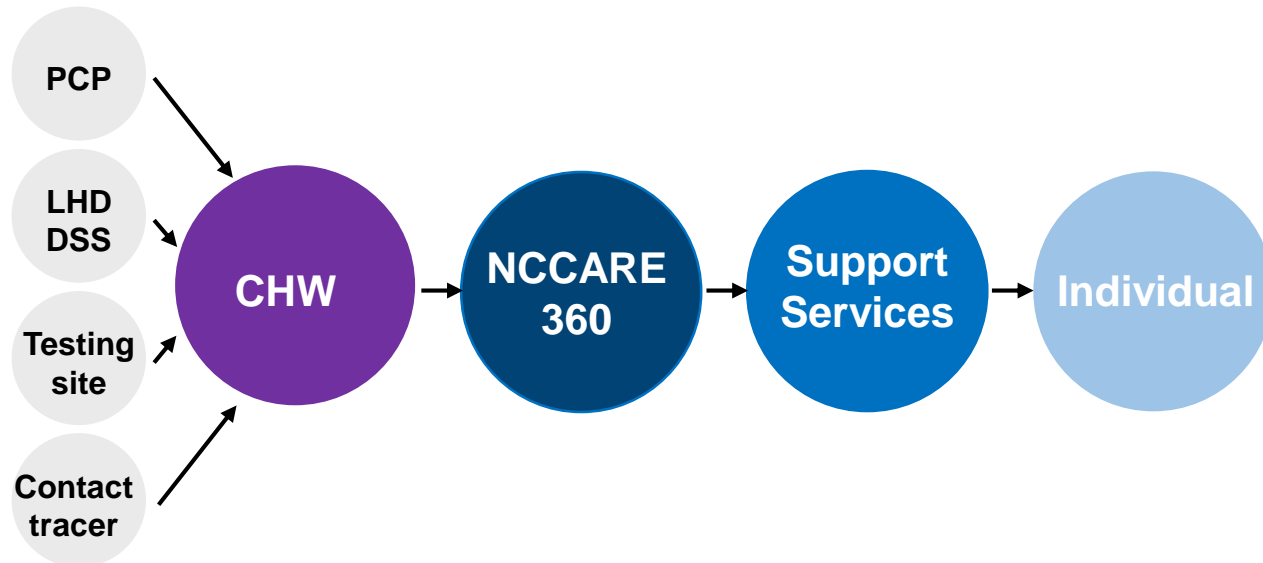 PCP
LHD
DSS
Testing
site
Contact
tracer
CHW
NCCARE
360
Support
Services
Individual